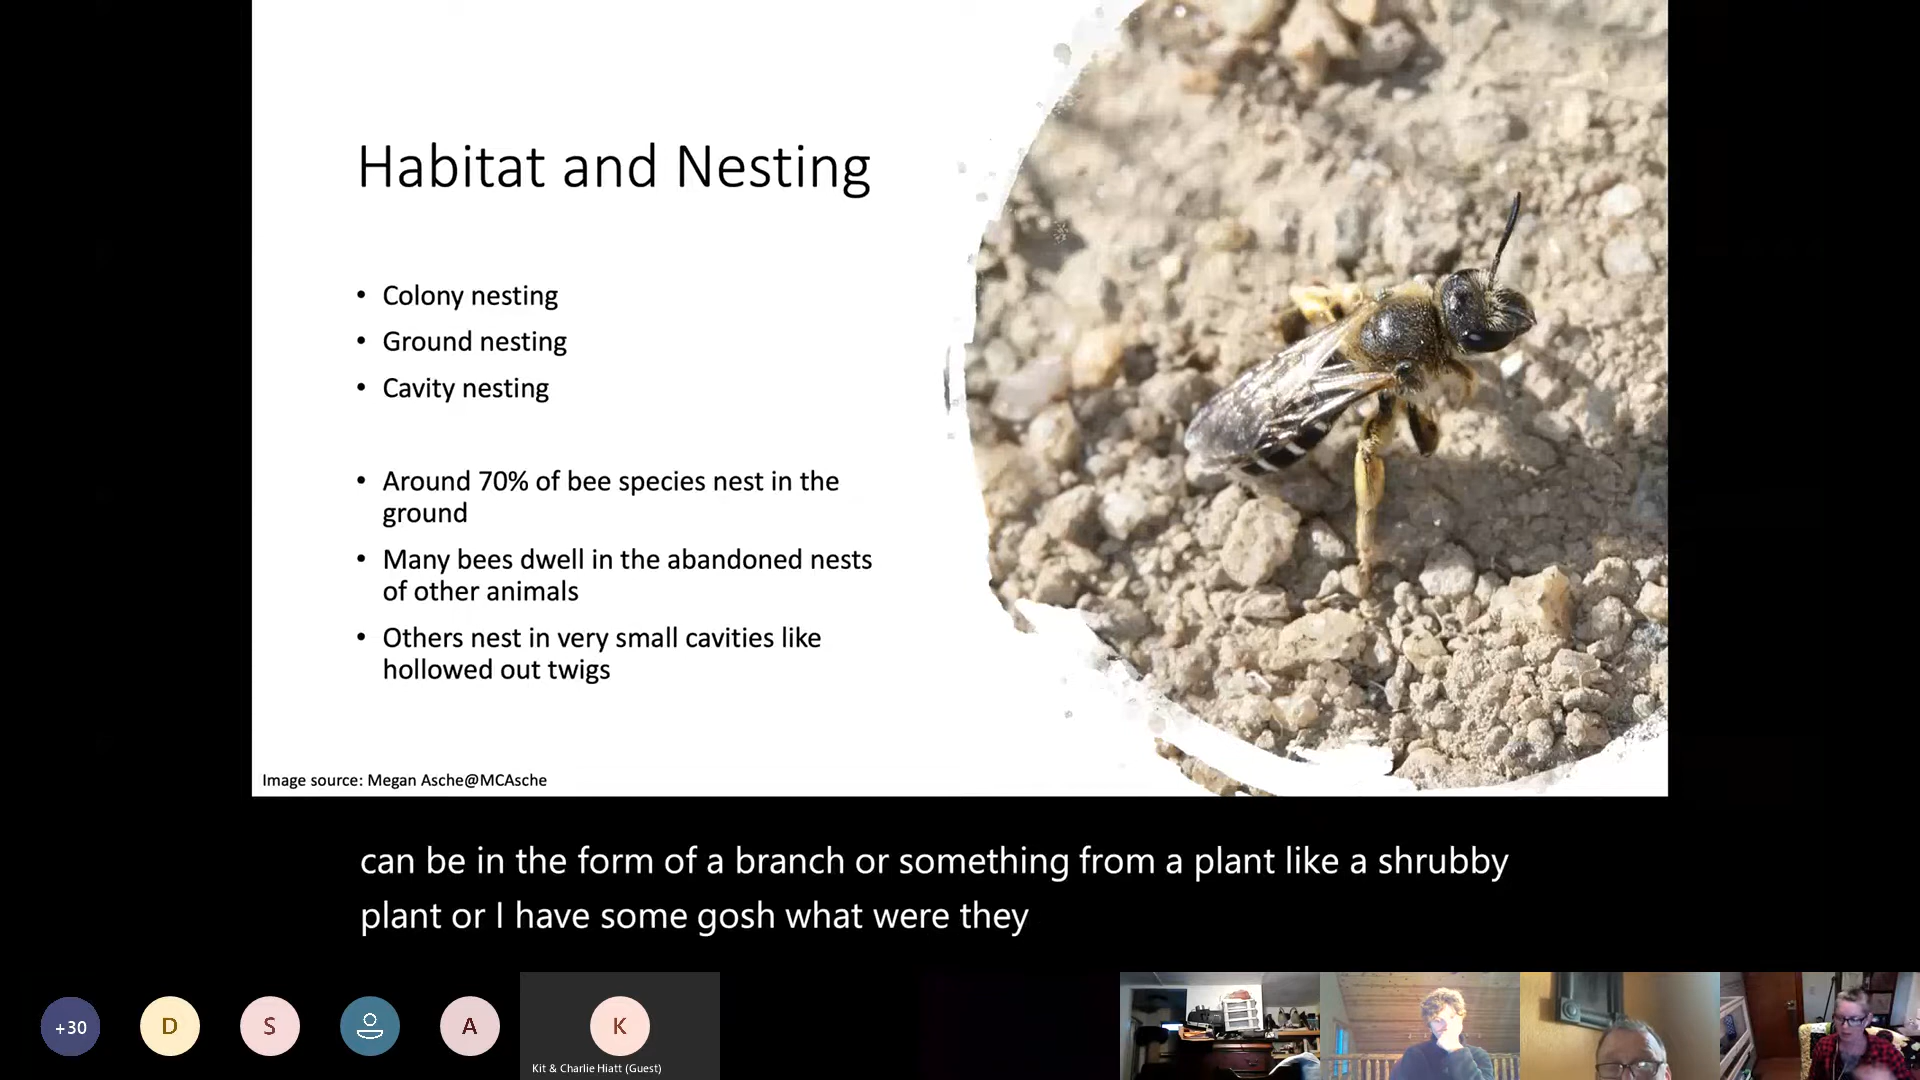 Habitat and Nesting
• Colony nesting
• Ground nesting
• Cavity nesting
• Around 70% of bee species nest in the
ground
• Many bees dwell in the abandoned nests
of other animals
• Others nest in very small cavities like
hollowed out twigs
Image source: Megan Asche@MCAsche
can be in the form of a branch or something from a plant like a shrubby
plant or I have some gosh what were they
+30
D
S
A
K
Kit & Charlie Hiatt (Guest)